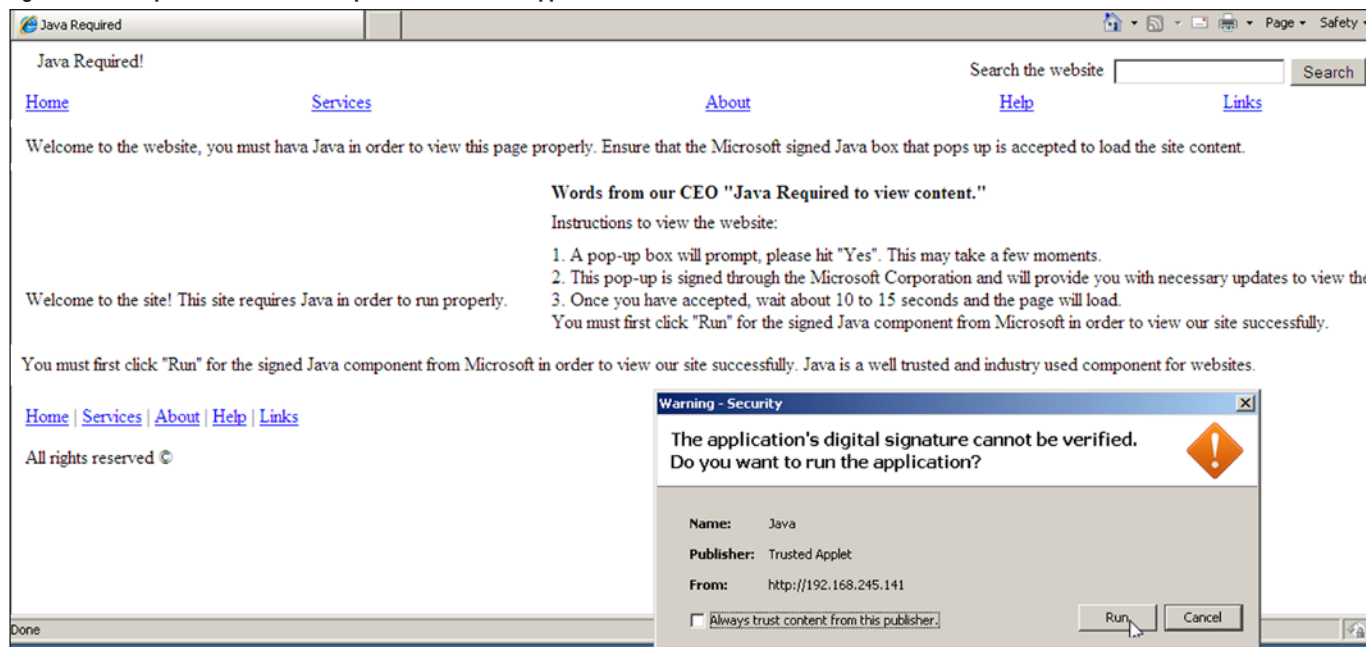 Java Required
Page
Safety
Java Required!
Search the website
Search
Home
Services
About
Help
Links
Welcome to the website, you must hava Java in order to view this page properly. Ensure that the Microsoft signed Java box that pops up is accepted to load the site content.
Words from our CEO "Java Required to view content."
Instructions to view the website:
1. A pop-up box will prompt, please hit "Yes". This may take a few moments.
2. This pop-up is signed through the Microsoft Corporation and will provide you with necessary updates to view the
Welcome to the site! This site requires Java in order to run properly.
3. Once you have accepted, wait about 10 to 15 seconds and the page will load.
You must first click "Run" for the signed Java component from Microsoft in order to view our site successfully.
You must first click "Run" for the signed Java component from Microsoft in order to view our site successfully. Java is a well trusted and industry used component for websites.
Home | Services | About | Help | Links
All rights reserved ©
Warning - Security
The application's digital signature cannot be verified.
Do you want to run the application?
Name: Java
Publisher: Trusted Applet
From: http://192.168.245.141
Always trust content from this publisher.
Run
Cancel
Done